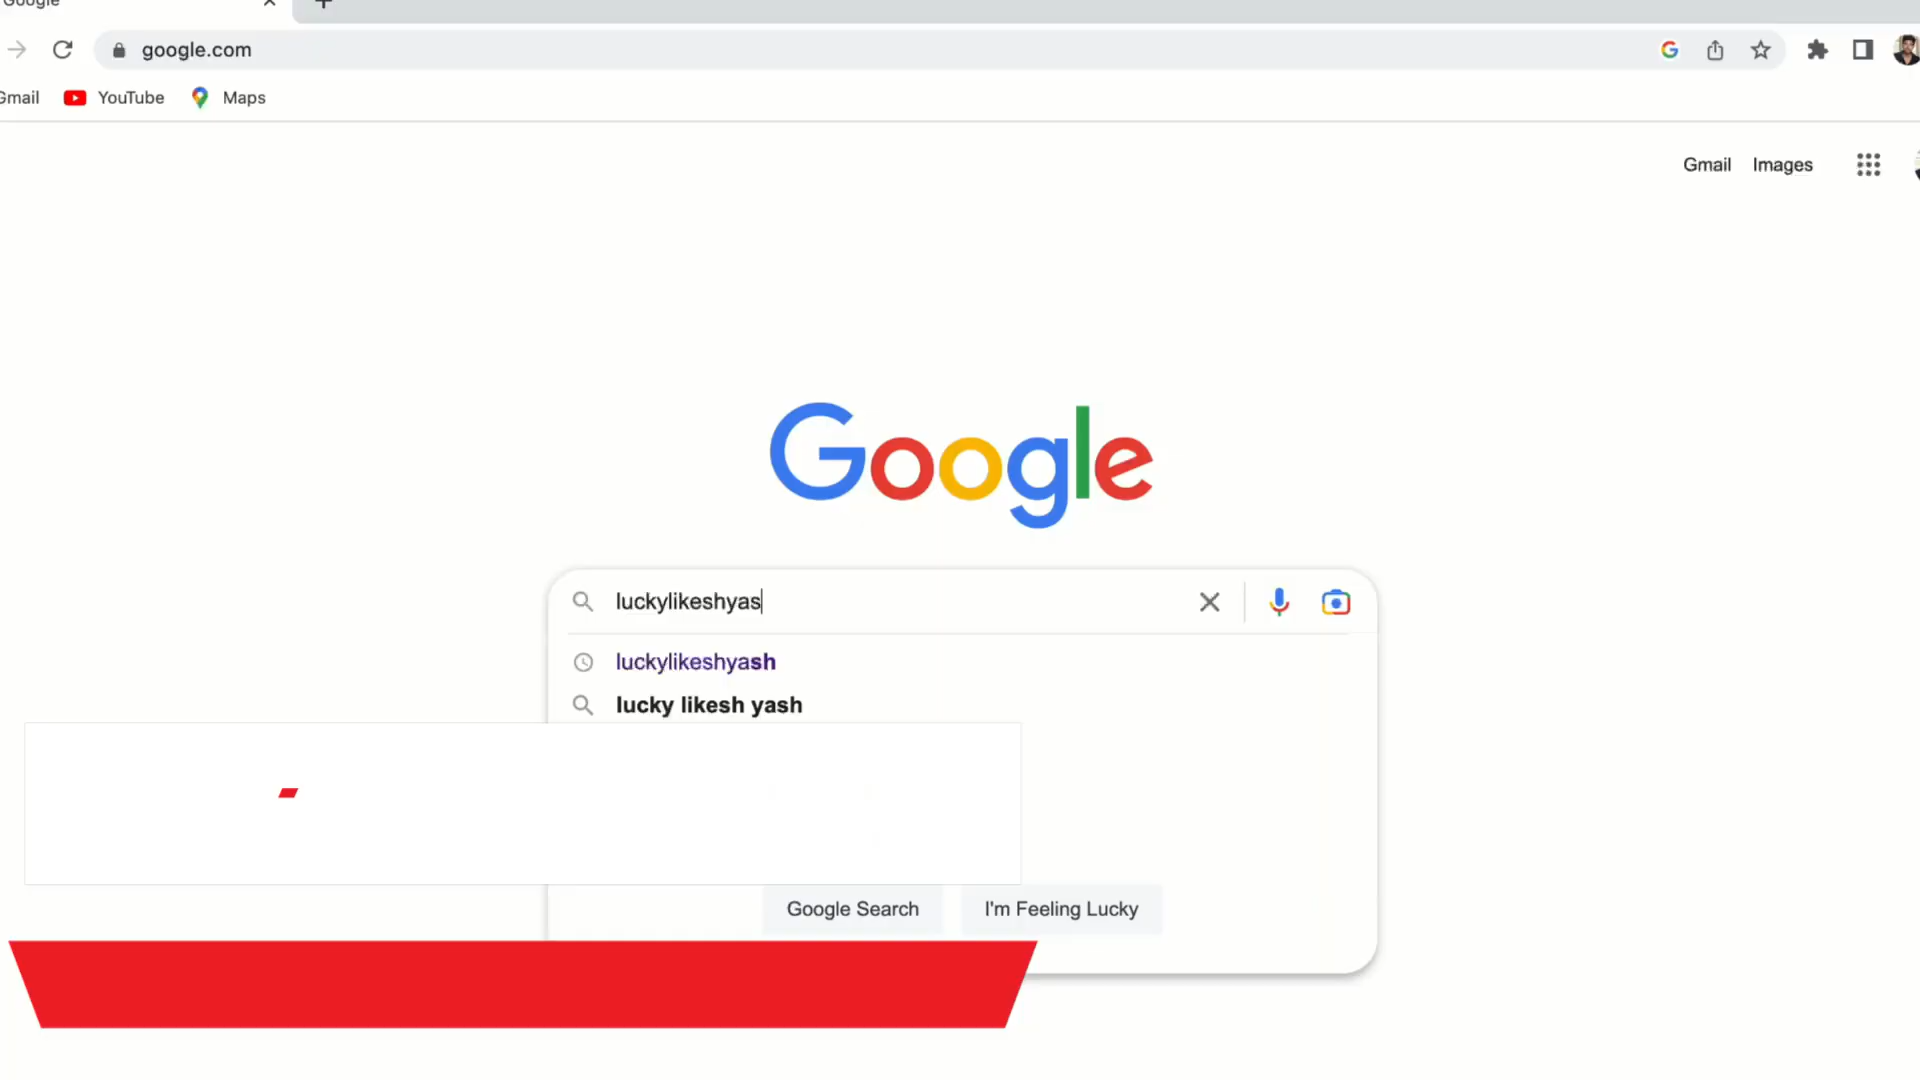 Google
google.com
Gmail YouTube Maps
Gmail Images
Google
luckylikeshyas
luckylikeshyash
lucky likesh yash
Google Search I'm Feeling Lucky